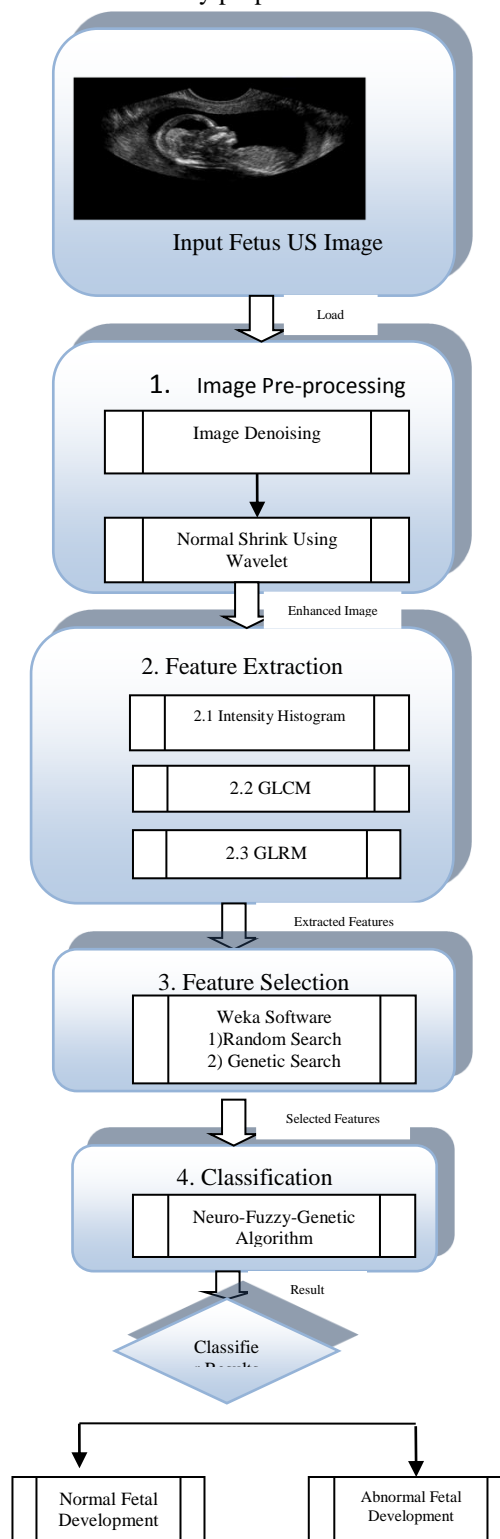 Input Fetus US Image
Load
1. Image Pre-processing
Image Denoising
Normal Shrink Using
Wavelet
Enhanced Image
2. Feature Extraction
2.1 Intensity Histogram
2.2 GLCM
2.3 GLRM
Extracted Features
3. Feature Selection
Weka Software
1)Random Search
2) Genetic Search
Selected Features
4. Classification
Neuro-Fuzzy-Genetic
Algorithm
Result
Classifie
r Results
Normal Fetal
Development
Abnormal Fetal
Development